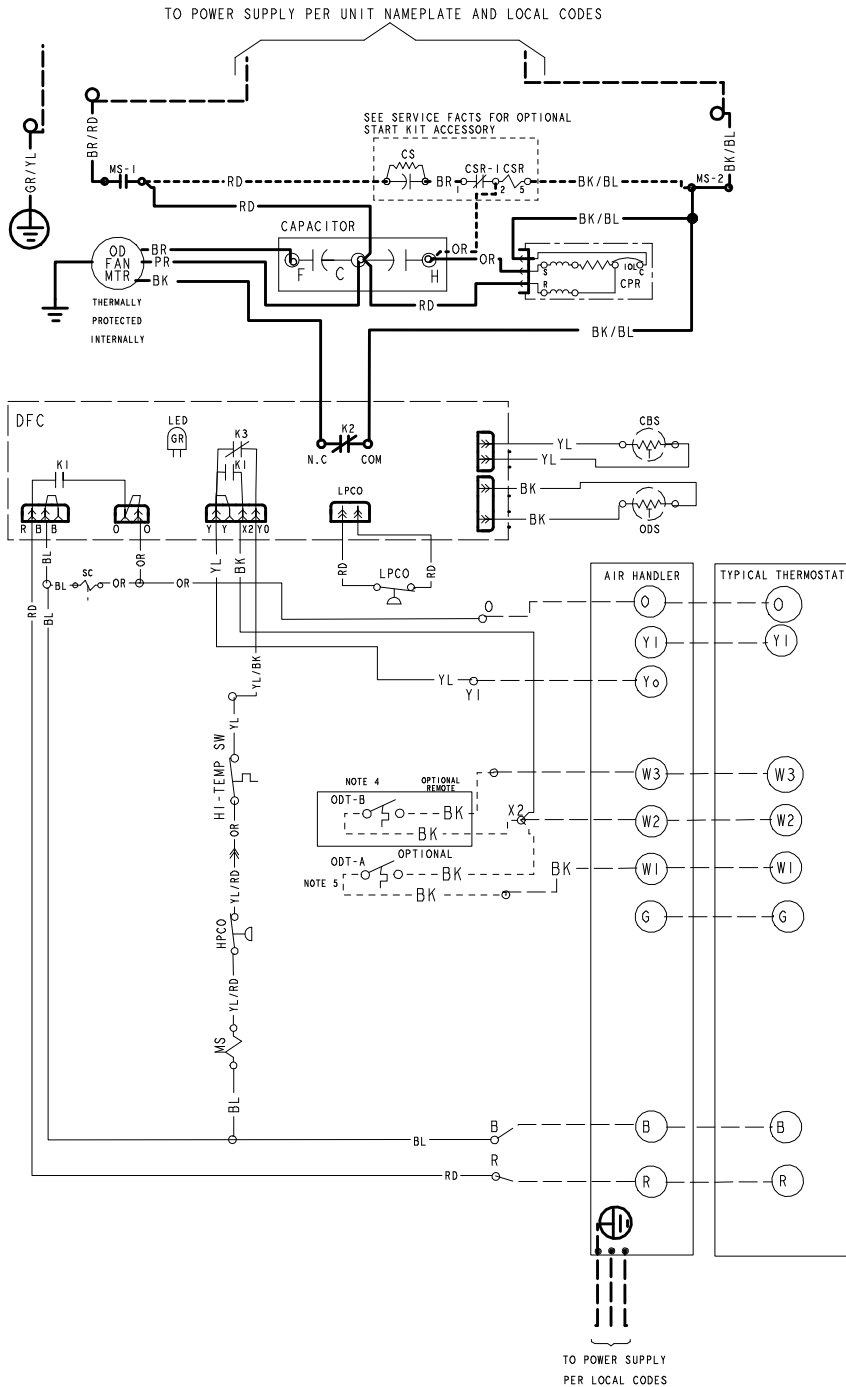 TO POWER SUPPLY PER UNIT NAMEPLATE AND LOCAL CODES
SEE SERVICE FACTS FOR OPTIONAL
START KIT ACCESSORY
GR/YL
BR/RD
BK/BL
CS
MS-1
RD
BR
CSR-1
CSR
1
2
5
BK/BL
MS-2
RD
BK/BL
CAPACITOR
OD
FAN
MTR
BR
PR
BK
F
C
H
OR
OR
S
R
IOL
C
CPR
THERMALLY
PROTECTED
INTERNALLY
RD
BK/BL
DFC
LED
GR
K3
K1
K1
K2
N.C
COM
LPCO
CBS
YL
YL
BK
BK
ODS
R
B
B
O
O
Y
Y
X2
YO
BL
BL
SC
OR
OR
OR
YL
BK
RD
LPCO
RD
RD
BL
YL/BK
O
YL
Y1
AIR HANDLER
TYPICAL THERMOSTAT
O
O
Y1
Y1
Yo
YL
HI-TEMP SW
OR
YL/RD
HPCO
YL/RD
MS
BL
NOTE 4
OPTIONAL
REMOTE
ODT-B
BK
BK
X2
ODT-A
OPTIONAL
BK
NOTE 5
BK
BK
W3
W3
W2
W2
W1
W1
G
G
BL
B
B
B
RD
R
R
R
TO POWER SUPPLY
PER LOCAL CODES